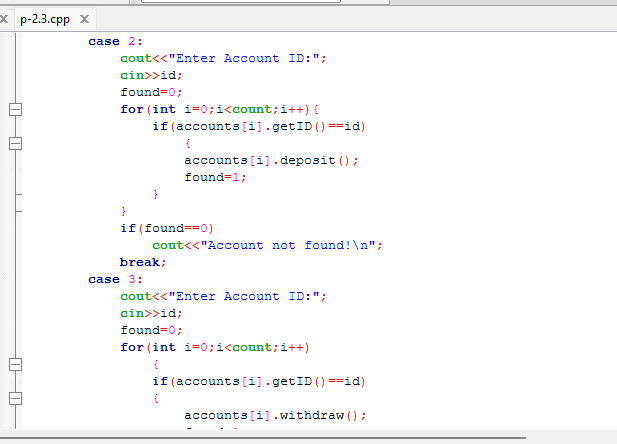 p-2.3.cpp
case 2:
cout<<"Enter Account ID:";
cin>>id;
found=0;
for(int i=0;i<count;i++){
if(accounts[i].getID()==id)
{
accounts[i].deposit();
found=1;
}
}
if(found==0)
cout<<"Account not found!\n";
break;
case 3:
cout<<"Enter Account ID:";
cin>>id;
found=0;
for(int i=0;i<count;i++)
{
if(accounts[i].getID()==id)
{
accounts[i].withdraw();